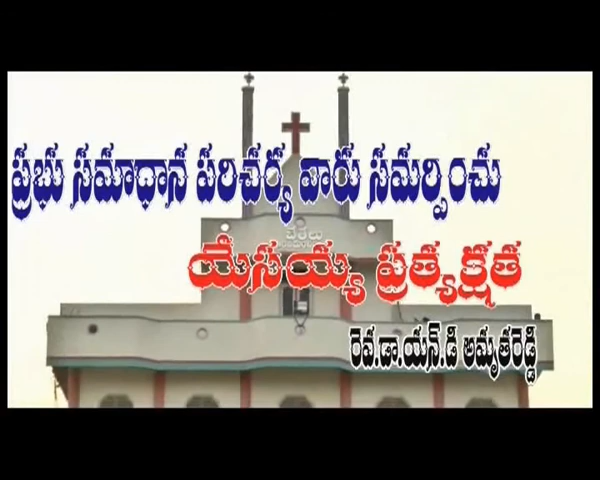 ప్రభు సమాధాన పరిచర్య వారు సమర్పించు
యేసయ్య ప్రత్యక్షత
రెవ.డా.యన్.డి అమృతరెడ్డి